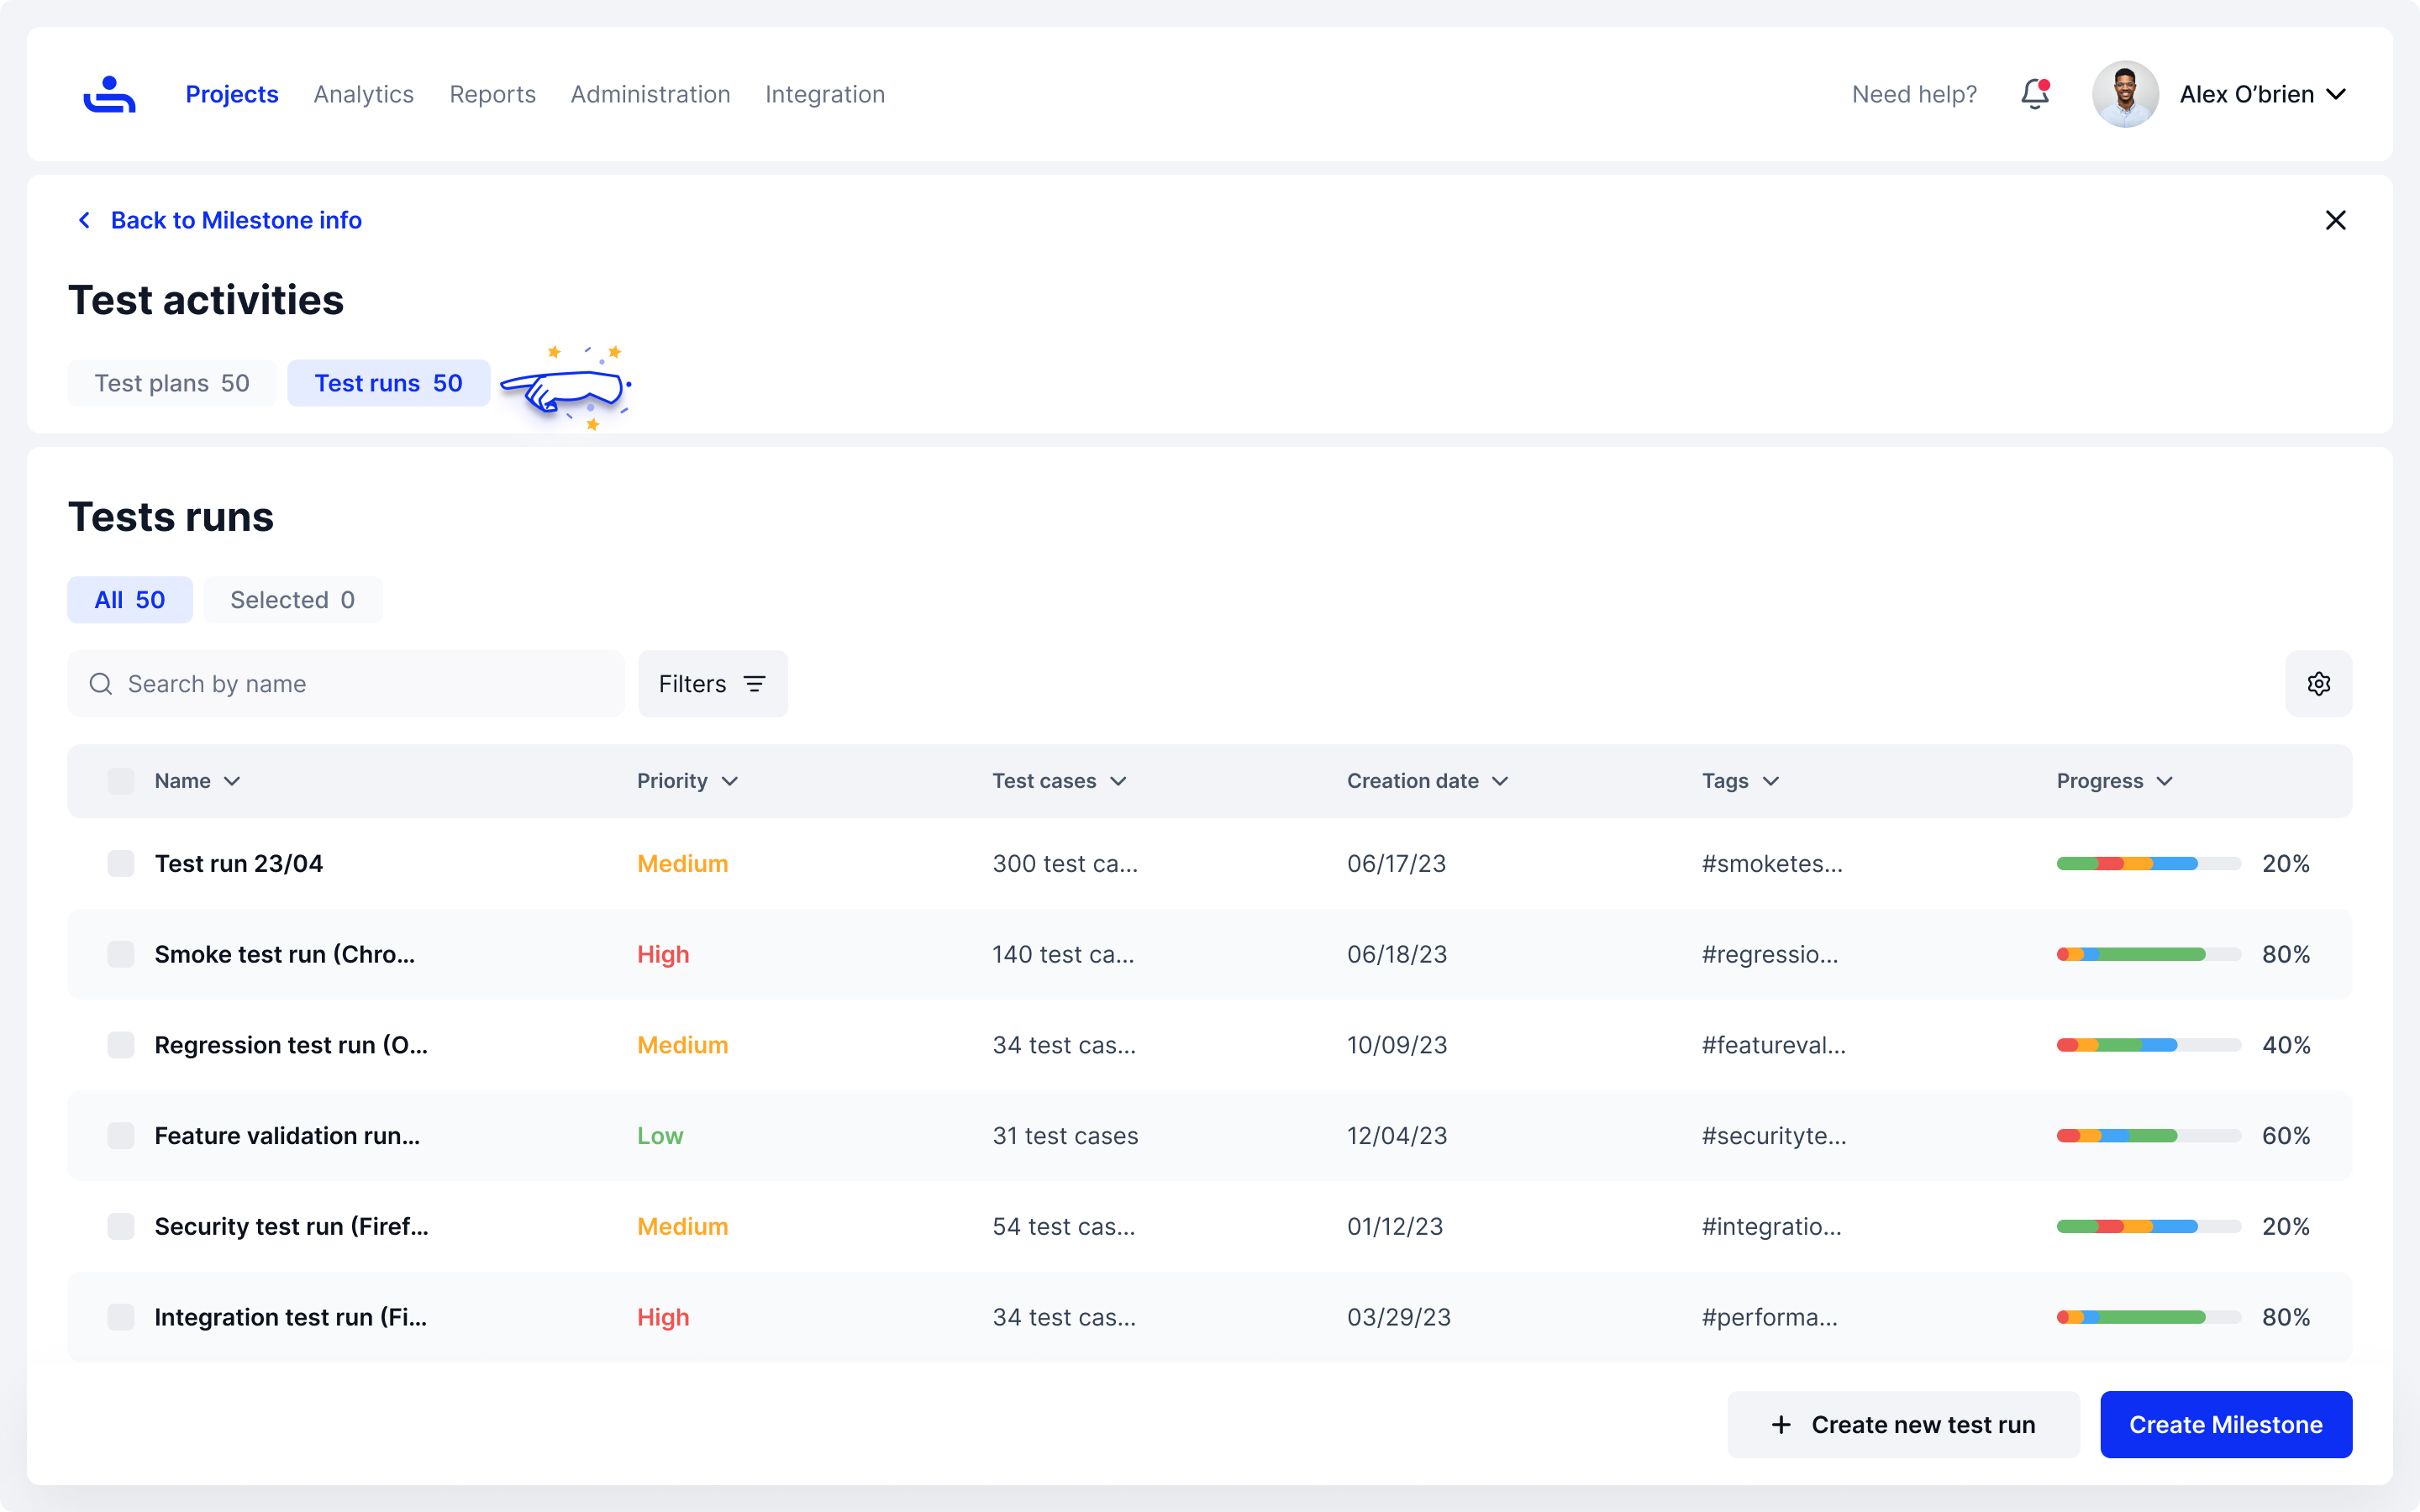 Projects Analytics Reports Administration Integration Need help? Alex O’brien
Back to Milestone info
Test activities
Test plans 50 Test runs 50
Tests runs
All 50 Selected 0
Search by name Filters
Name Priority Test cases Creation date Tags Progress
Test run 23/04 Medium 300 test ca... 06/17/23 #smoketes... 20%
Smoke test run (Chro... High 140 test ca... 06/18/23 #regressio... 80%
Regression test run (O... Medium 34 test cas... 10/09/23 #featureval... 40%
Feature validation run... Low 31 test cases 12/04/23 #securityte... 60%
Security test run (Firef... Medium 54 test cas... 01/12/23 #integratio... 20%
Integration test run (Fi... High 34 test cas... 03/29/23 #performa... 80%
Create new test run Create Milestone